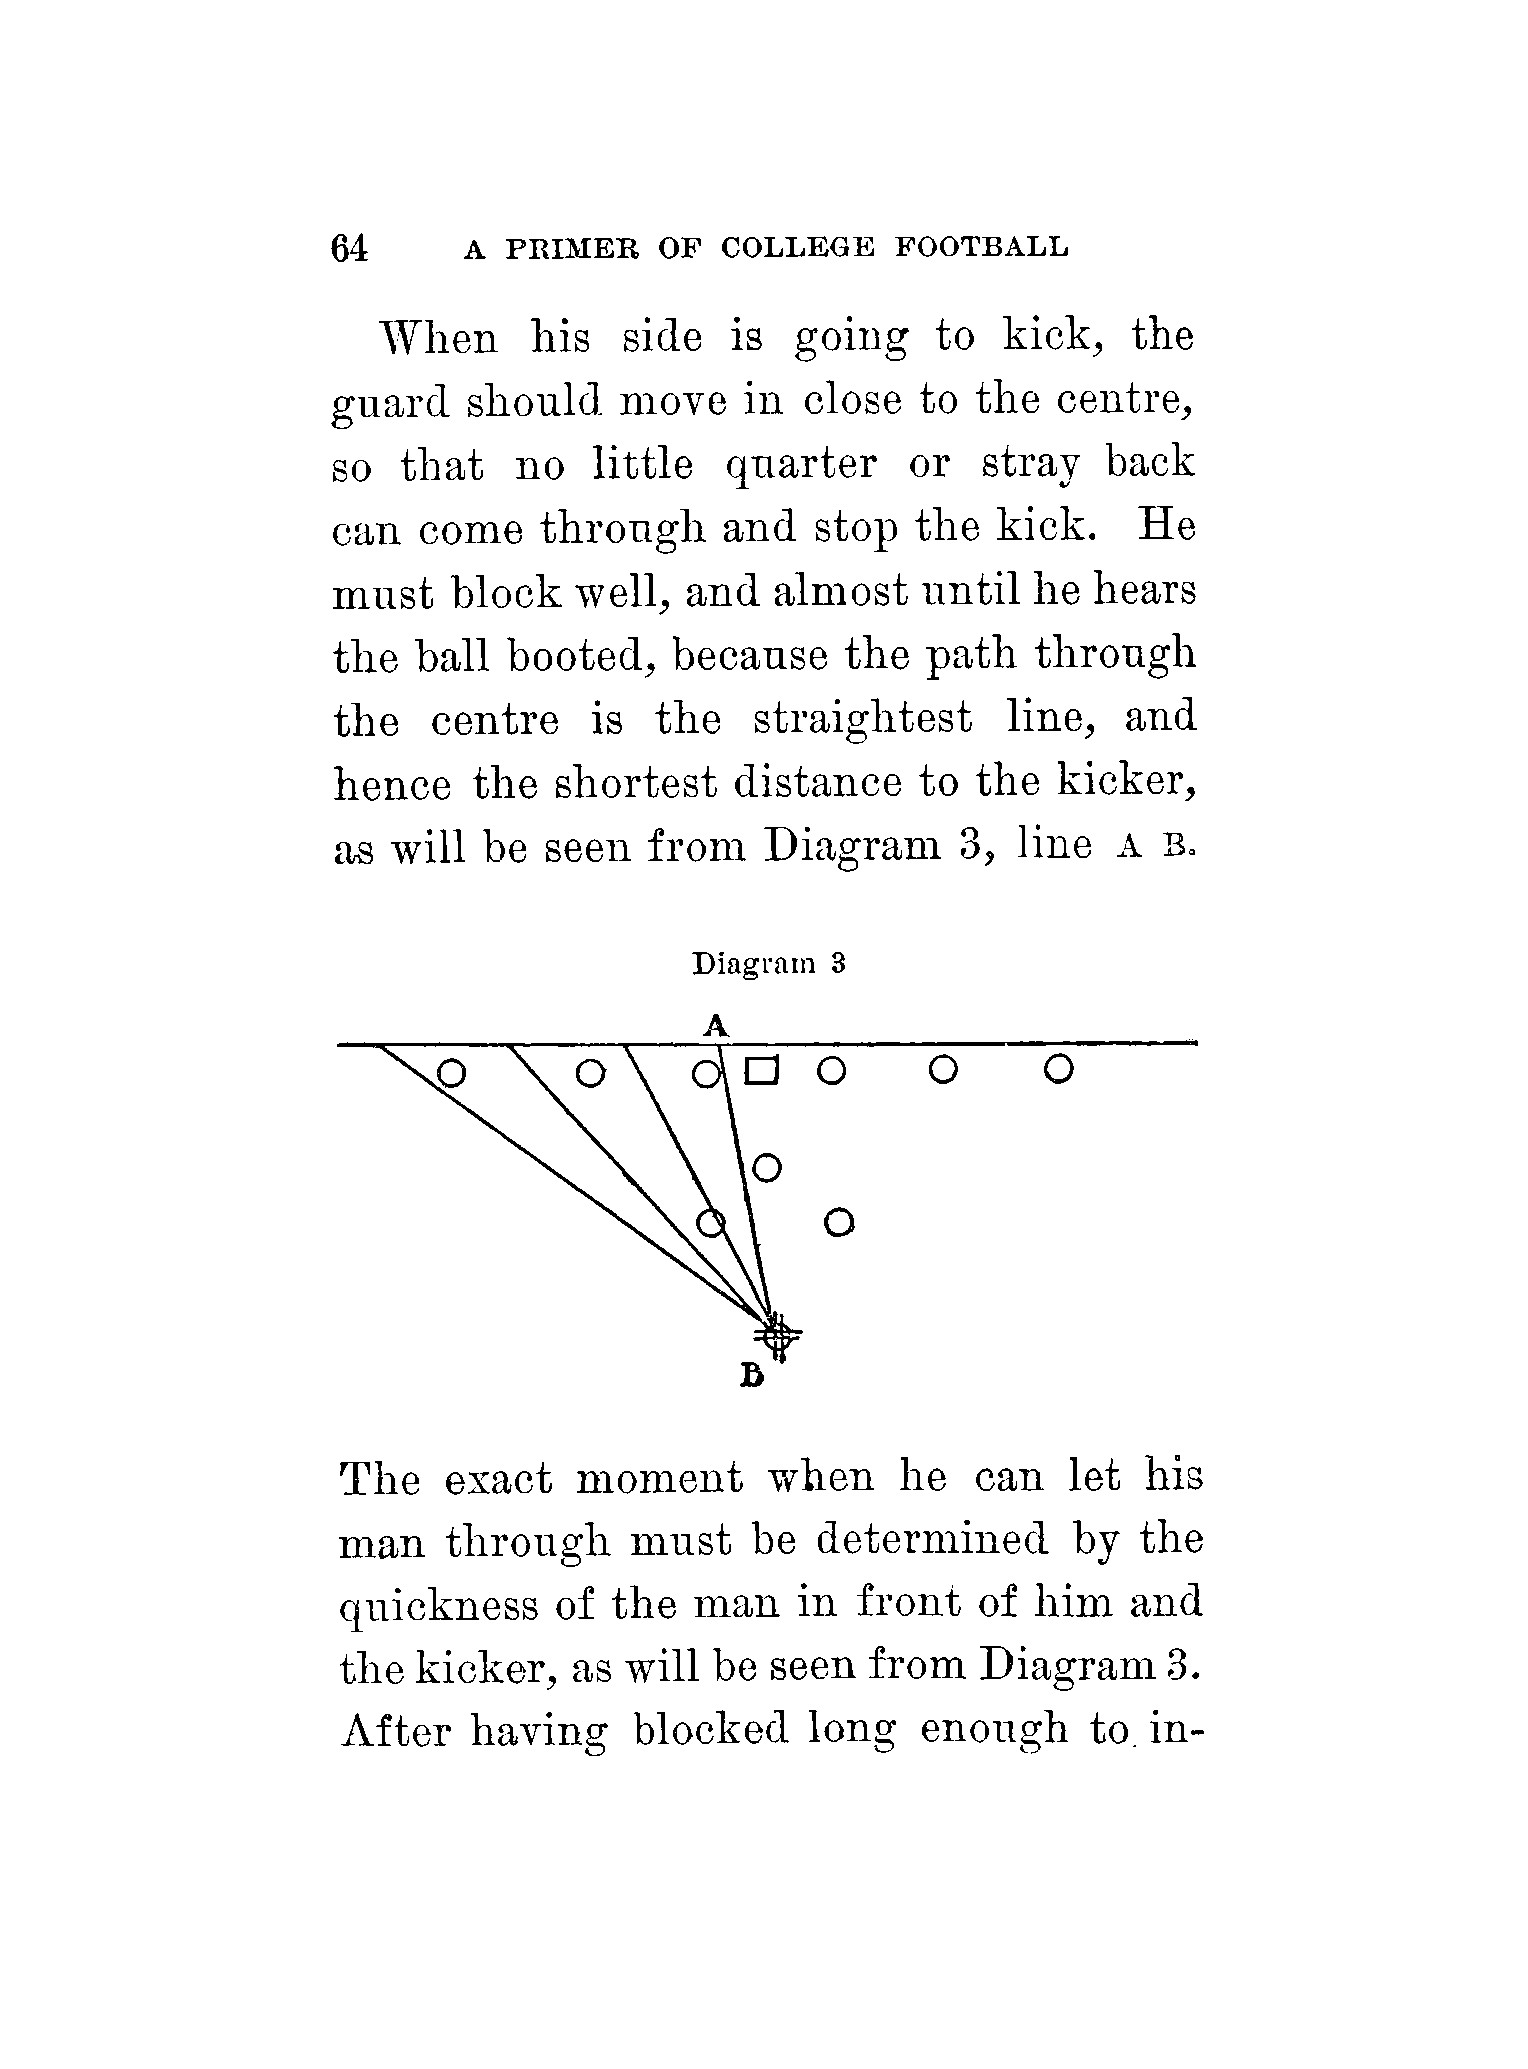 64 A PRIMER OF COLLEGE FOOTBALL
When his side is going to kick, the
guard should move in close to the centre,
so that no little quarter or stray back
can come through and stop the kick. He
must block well, and almost until he hears
the ball booted, because the path through
the centre is the straightest line, and
hence the shortest distance to the kicker,
as will be seen from Diagram 3, line A B.
Diagram 3
A
B
The exact moment when he can let his
man through must be determined by the
quickness of the man in front of him and
the kicker, as will be seen from Diagram 3.
After having blocked long enough to in-